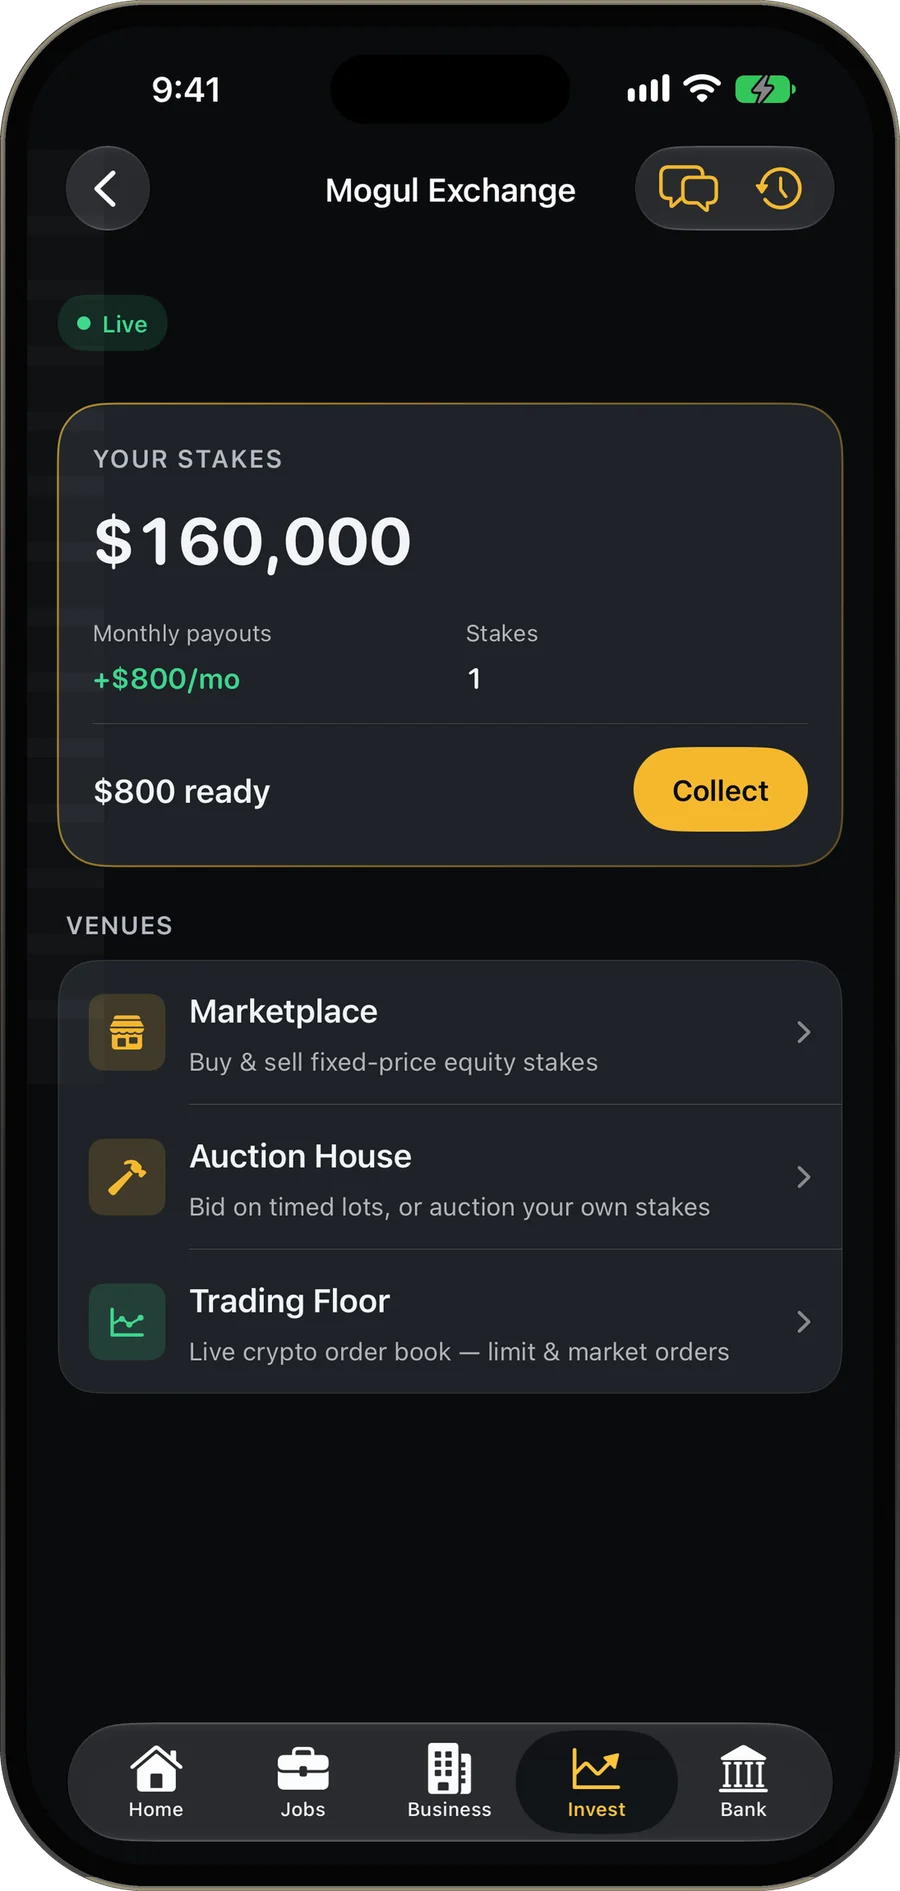 9:41
Mogul Exchange
Live
YOUR STAKES
$160,000
Monthly payouts
Stakes
+$800/mo
1
$800 ready
Collect
VENUES
Marketplace
Buy & sell fixed-price equity stakes
Auction House
Bid on timed lots, or auction your own stakes
Trading Floor
Live crypto order book — limit & market orders
Home
Jobs
Business
Invest
Bank